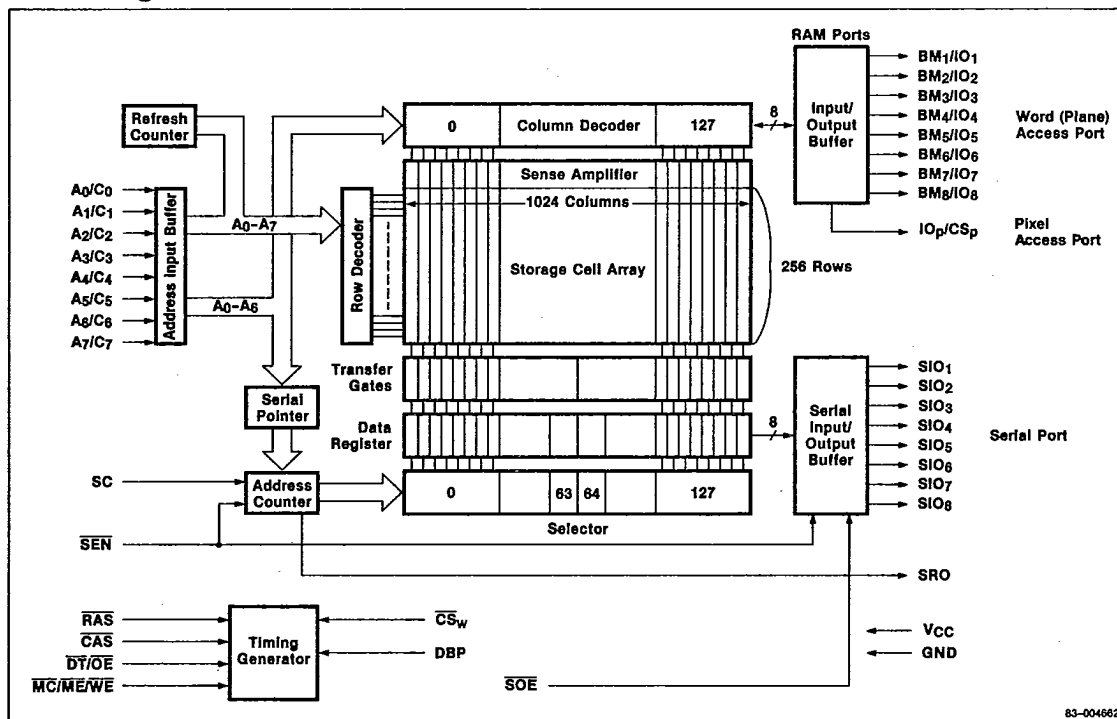 RAM Ports
Refresh
Counter
A0/C0
A1/C1
A2/C2
A3/C3
A4/C4
A5/C5
A6/C6
A7/C7
Address Input Buffer
A0–A7
A0–A6
0
Column Decoder
127
Sense Amplifier
1024 Columns
Storage Cell Array
Row Decoder
256 Rows
8
Input/
Output
Buffer
BM1/IO1
BM2/IO2
BM3/IO3
BM4/IO4
BM5/IO5
BM6/IO6
BM7/IO7
BM8/IO8
Word (Plane)
Access Port
IOP/CSP
Pixel
Access Port
Transfer
Gates
Serial
Pointer
Data
Register
8
Serial
Input/
Output
Buffer
SIO1
SIO2
SIO3
SIO4
SIO5
SIO6
SIO7
SIO8
Serial Port
SC
Address
Counter
0
63
64
127
Selector
SEN
SRO
RAS
CAS
DT/OE
MC/ME/WE
Timing
Generator
CSW
DBP
SOE
VCC
GND
83-004662